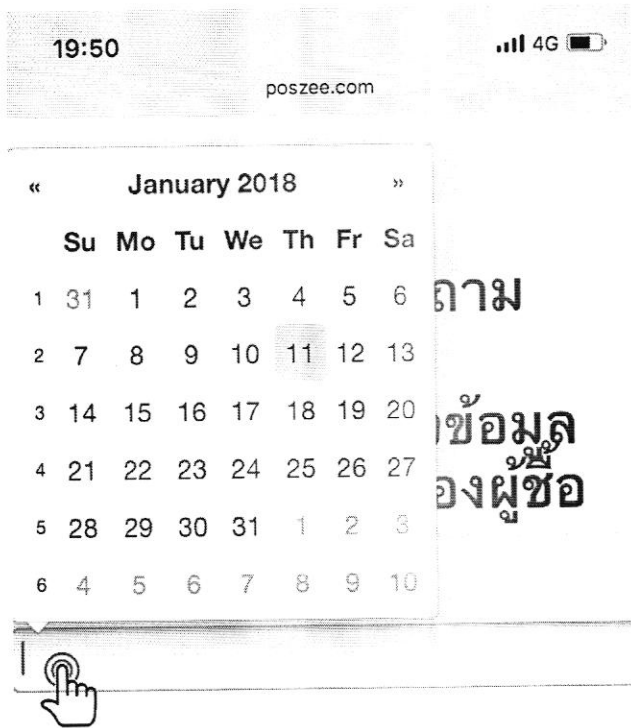 19:50 4G
poszee.com
« January 2018 »
Su Mo Tu We Th Fr Sa
1 31 1 2 3 4 5 6
ถาม
2 7 8 9 10 11 12 13
3 14 15 16 17 18 19 20
ข้อมูล
4 21 22 23 24 25 26 27
องผู้ซื้อ
5 28 29 30 31 1 2 3
6 4 5 6 7 8 9 10